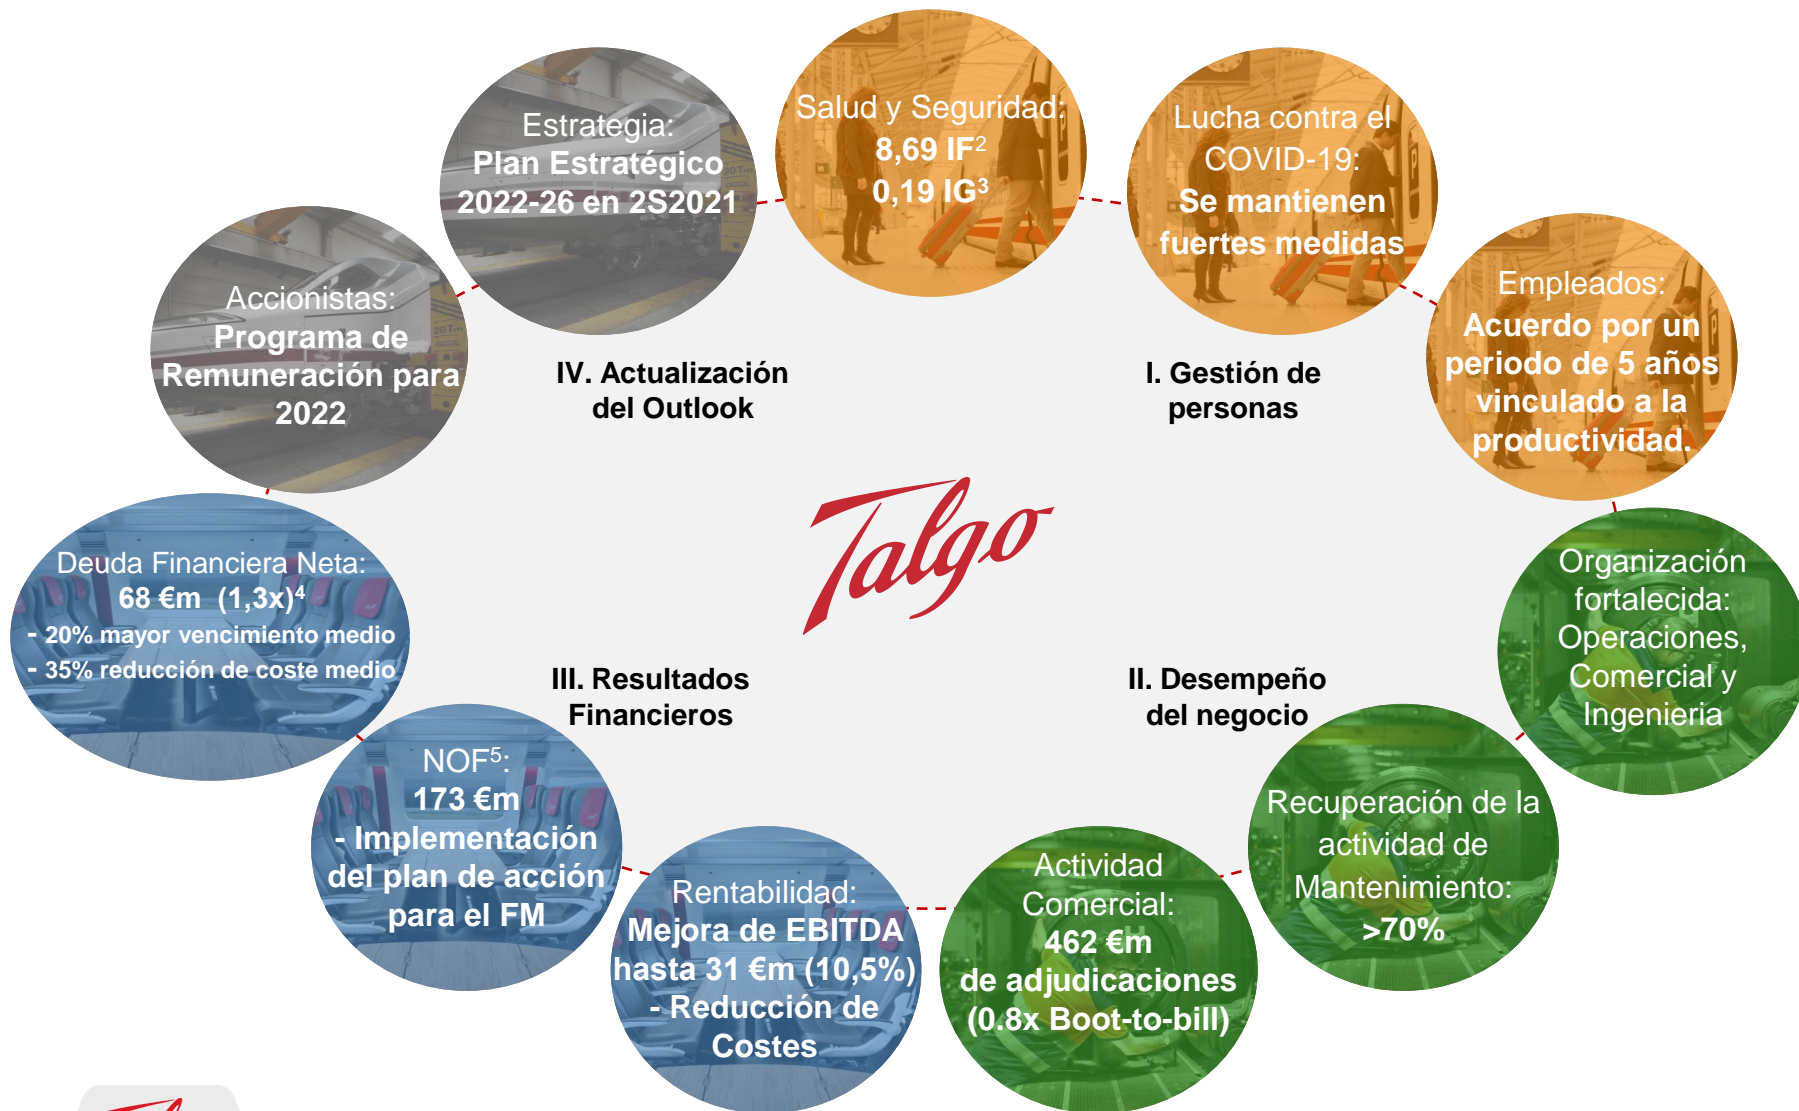 Salud y Seguridad:
8,69 IF2
0,19 IG3
Lucha contra el
COVID-19:
Se mantienen
fuertes medidas
Empleados:
Acuerdo por un
periodo de 5 años
vinculado a la
productividad.
I. Gestión de
personas
Organización
fortalecida:
Operaciones,
Comercial y
Ingenieria
Recuperación de la
actividad de
Mantenimiento:
>70%
Actividad
Comercial:
462 €m
de adjudicaciones
(0.8x Boot-to-bill)
II. Desempeño
del negocio
Rentabilidad:
Mejora de EBITDA
hasta 31 €m (10,5%)
- Reducción de
Costes
NOF5:
173 €m
- Implementación
del plan de acción
para el FM
Deuda Financiera Neta:
68 €m (1,3x)4
- 20% mayor vencimiento medio
- 35% reducción de coste medio
III. Resultados
Financieros
Accionistas:
Programa de
Remuneración para
2022
Estrategia:
Plan Estratégico
2022-26 en 2S2021
IV. Actualización
del Outlook
Talgo